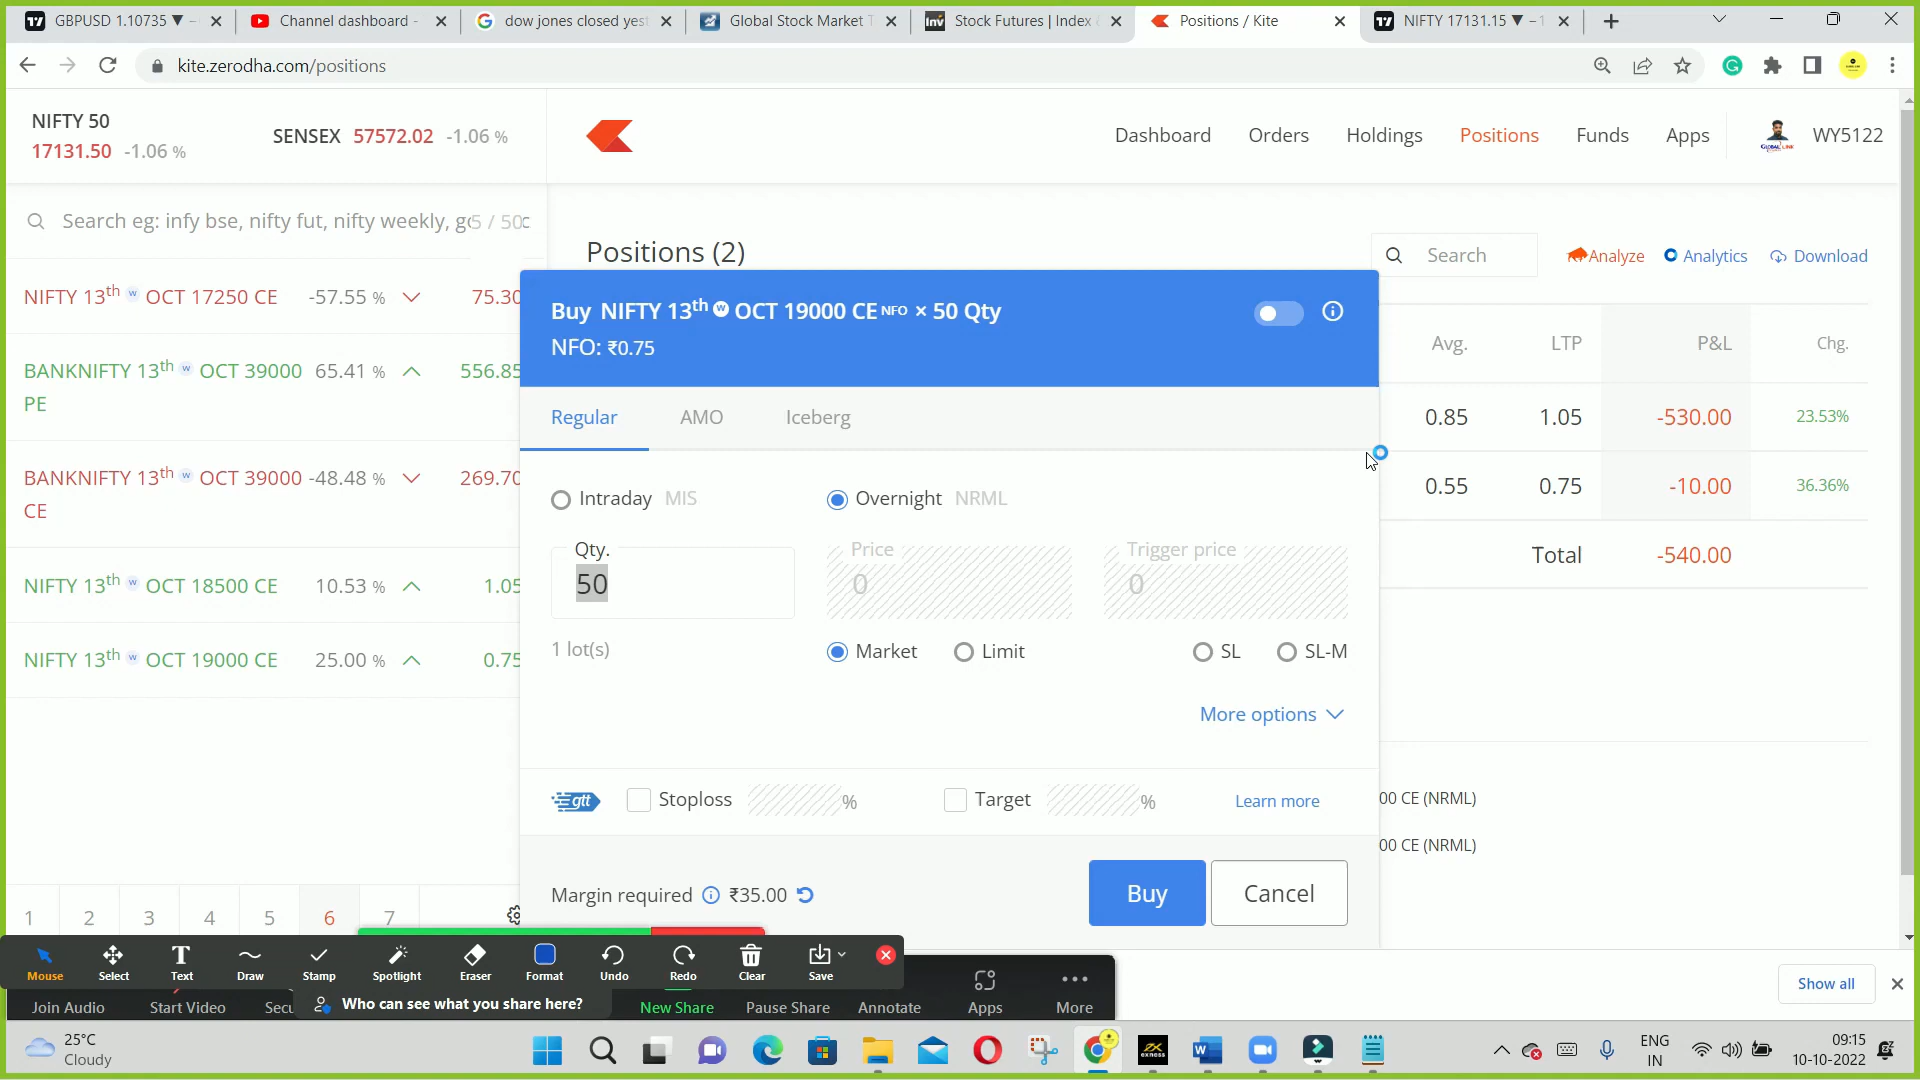 GBPUSD 1.10735 ▼ −
Channel dashboard -
dow jones closed yest
Global Stock Market T
Stock Futures | Index
Positions / Kite
NIFTY 17131.15 ▼ −1
kite.zerodha.com/positions
NIFTY 50
17131.50 -1.06 %
SENSEX 57572.02 -1.06 %
Dashboard
Orders
Holdings
Positions
Funds
Apps
WY5122
Search eg: infy bse, nifty fut, nifty weekly, 5 / 50
NIFTY 13th w OCT 17250 CE -57.55 % 75.30
BANKNIFTY 13th w OCT 39000 65.41 % 556.85
PE
BANKNIFTY 13th w OCT 39000 -48.48 % 269.70
CE
NIFTY 13th w OCT 18500 CE 10.53 % 1.05
NIFTY 13th w OCT 19000 CE 25.00 % 0.75
1 2 3 4 5 6 7
Positions (2)
Search
Analyze
Analytics
Download
Avg. LTP P&L Chg.
0.85 1.05 -530.00 23.53%
0.55 0.75 -10.00 36.36%
Total -540.00
00 CE (NRML)
00 CE (NRML)
Buy NIFTY 13th w OCT 19000 CE NFO × 50 Qty
NFO: ₹0.75
Regular AMO Iceberg
Intraday MIS
Overnight NRML
Qty.
50
Price
0
Trigger price
0
1 lot(s)
Market Limit
SL SL-M
More options
gtt Stoploss % Target % Learn more
Margin required ₹35.00
Buy
Cancel
Mouse Select Text Draw Stamp Spotlight Eraser Format Undo Redo Clear Save
Who can see what you share here?
Join Audio Start Video Secu New Share Pause Share Annotate Apps More
Show all
25°C
Cloudy
exness
ENG
IN
09:15
10-10-2022